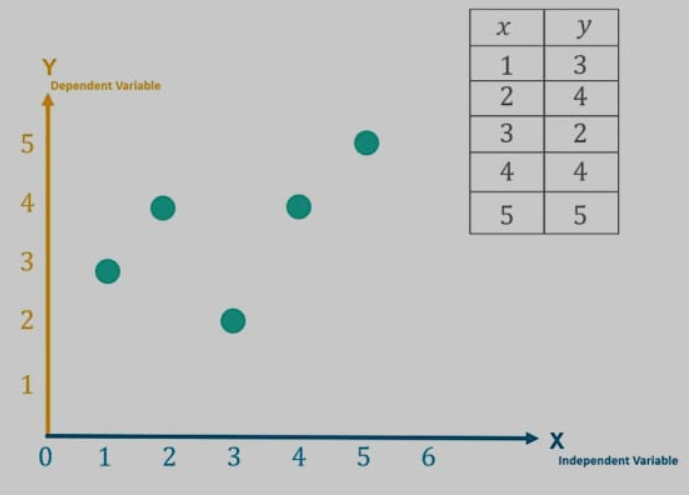 x y
1 3
2 4
3 2
4 4
5 5
Y
Dependent Variable
5
4
3
2
1
0 1 2 3 4 5 6
X
Independent Variable